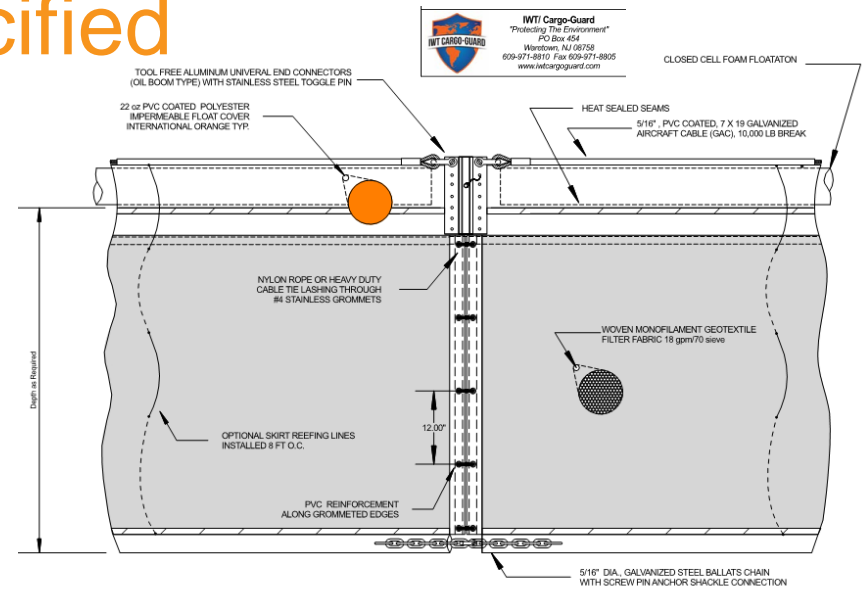 cified
IWT CARGO-GUARD
IWT/ Cargo-Guard
"Protecting The Environment"
PO Box 454
Waretown, NJ 08758
609-971-8810 Fax 609-971-8805
www.iwtcargoguard.com
CLOSED CELL FOAM FLOATATON
TOOL FREE ALUMINUM UNIVERAL END CONNECTORS
(OIL BOOM TYPE) WITH STAINLESS STEEL TOGGLE PIN
22 oz PVC COATED POLYESTER
IMPERMEABLE FLOAT COVER
INTERNATIONAL ORANGE TYP.
HEAT SEALED SEAMS
5/16" , PVC COATED, 7 X 19 GALVANIZED
AIRCRAFT CABLE (GAC), 10,000 LB BREAK
NYLON ROPE OR HEAVY DUTY
CABLE TIE LASHING THROUGH
#4 STAINLESS GROMMETS
WOVEN MONOFILAMENT GEOTEXTILE
FILTER FABRIC 18 gpm/70 sieve
Depth as Required
12.00"
OPTIONAL SKIRT REEFING LINES
INSTALLED 8 FT O.C.
PVC REINFORCEMENT
ALONG GROMMETED EDGES
5/16" DIA., GALVANIZED STEEL BALLATS CHAIN
WITH SCREW PIN ANCHOR SHACKLE CONNECTION